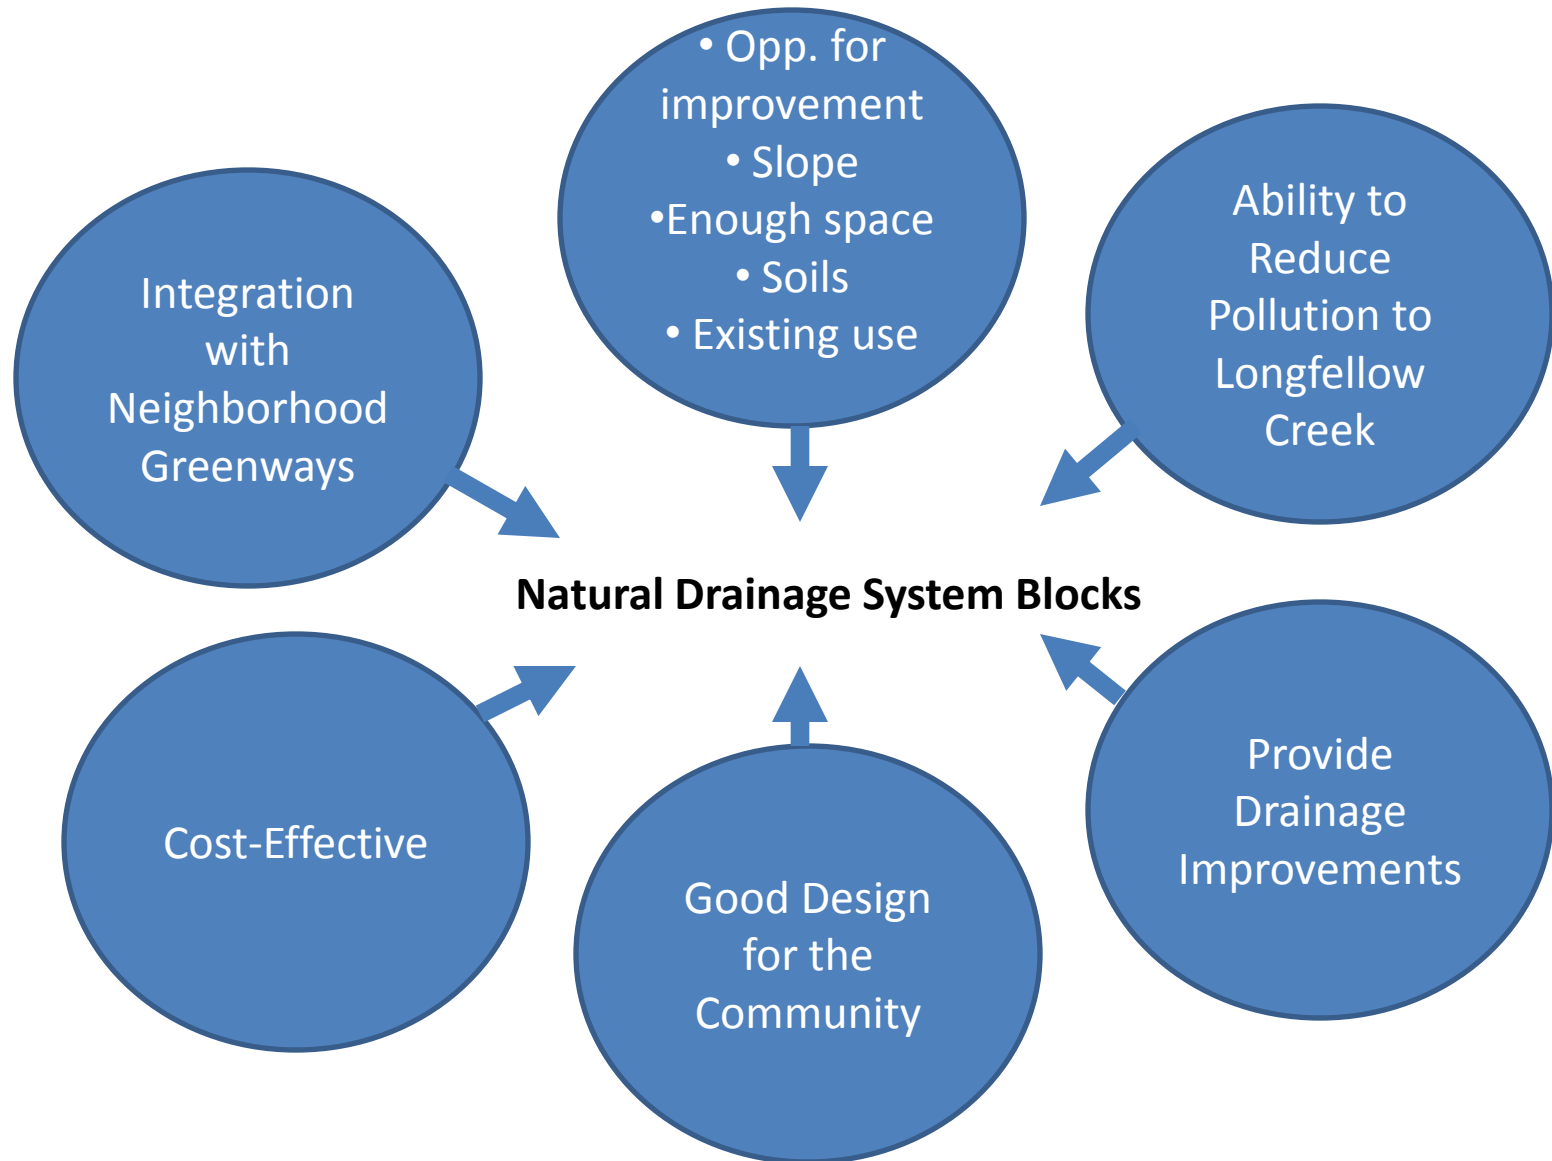 • Opp. for
improvement
• Slope
•Enough space
• Soils
• Existing use
Ability to
Reduce
Pollution to
Longfellow
Creek
Integration
with
Neighborhood
Greenways
Natural Drainage System Blocks
Cost-Effective
Good Design
for the
Community
Provide
Drainage
Improvements